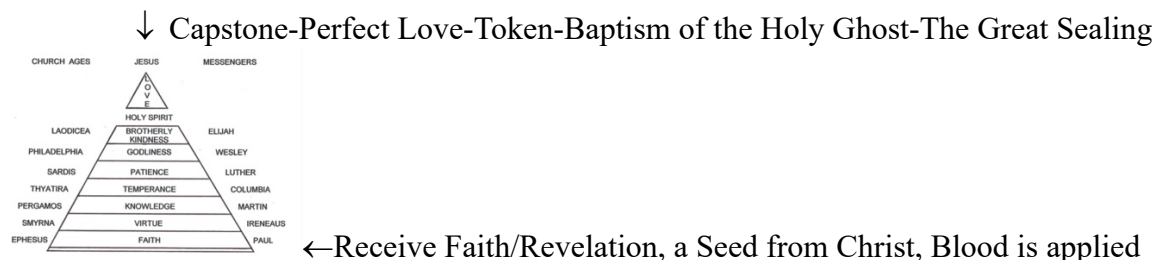 ↓ Capstone-Perfect Love-Token-Baptism of the Holy Ghost-The Great Sealing
CHURCH AGES JESUS MESSENGERS
L
O
V
E
HOLY SPIRIT
LAODICEA BROTHERLY KINDNESS ELIJAH
PHILADELPHIA GODLINESS WESLEY
SARDIS PATIENCE LUTHER
THYATIRA TEMPERANCE COLUMBIA
PERGAMOS KNOWLEDGE MARTIN
SMYRNA VIRTUE IRENEAUS
EPHESUS FAITH PAUL
←Receive Faith/Revelation, a Seed from Christ, Blood is applied